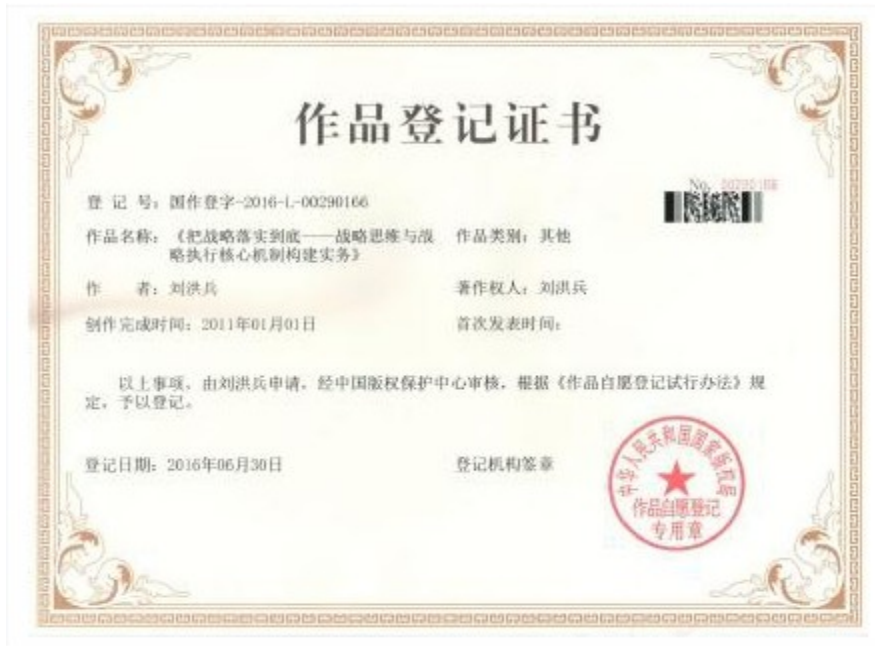 作品登记证书
No. 00290166
登 记 号：国作登字-2016-L-00290166
作品名称：《把战略落实到底——战略思维与战略执行核心机制构建实务》
作品类别：其他
作 者：刘洪兵
著作权人：刘洪兵
创作完成时间：2011年01月01日
首次发表时间：
以上事项，由刘洪兵申请，经中国版权保护中心审核，根据《作品自愿登记试行办法》规
定，予以登记。
登记日期：2016年06月30日
登记机构签章
中华人民共和国国家版权局
作品自愿登记
专用章